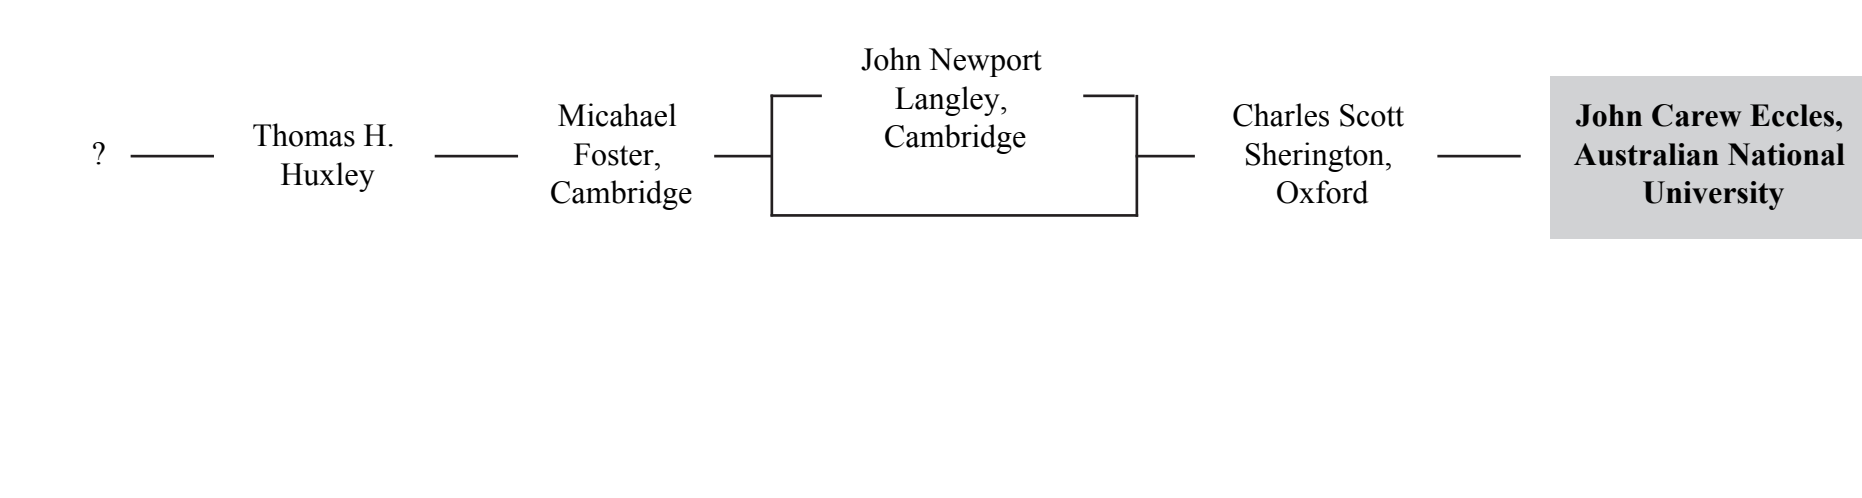 ?
Thomas H.
Huxley
Micahael
Foster,
Cambridge
John Newport
Langley,
Cambridge
Charles Scott
Sherington,
Oxford
John Carew Eccles,
Australian National
University